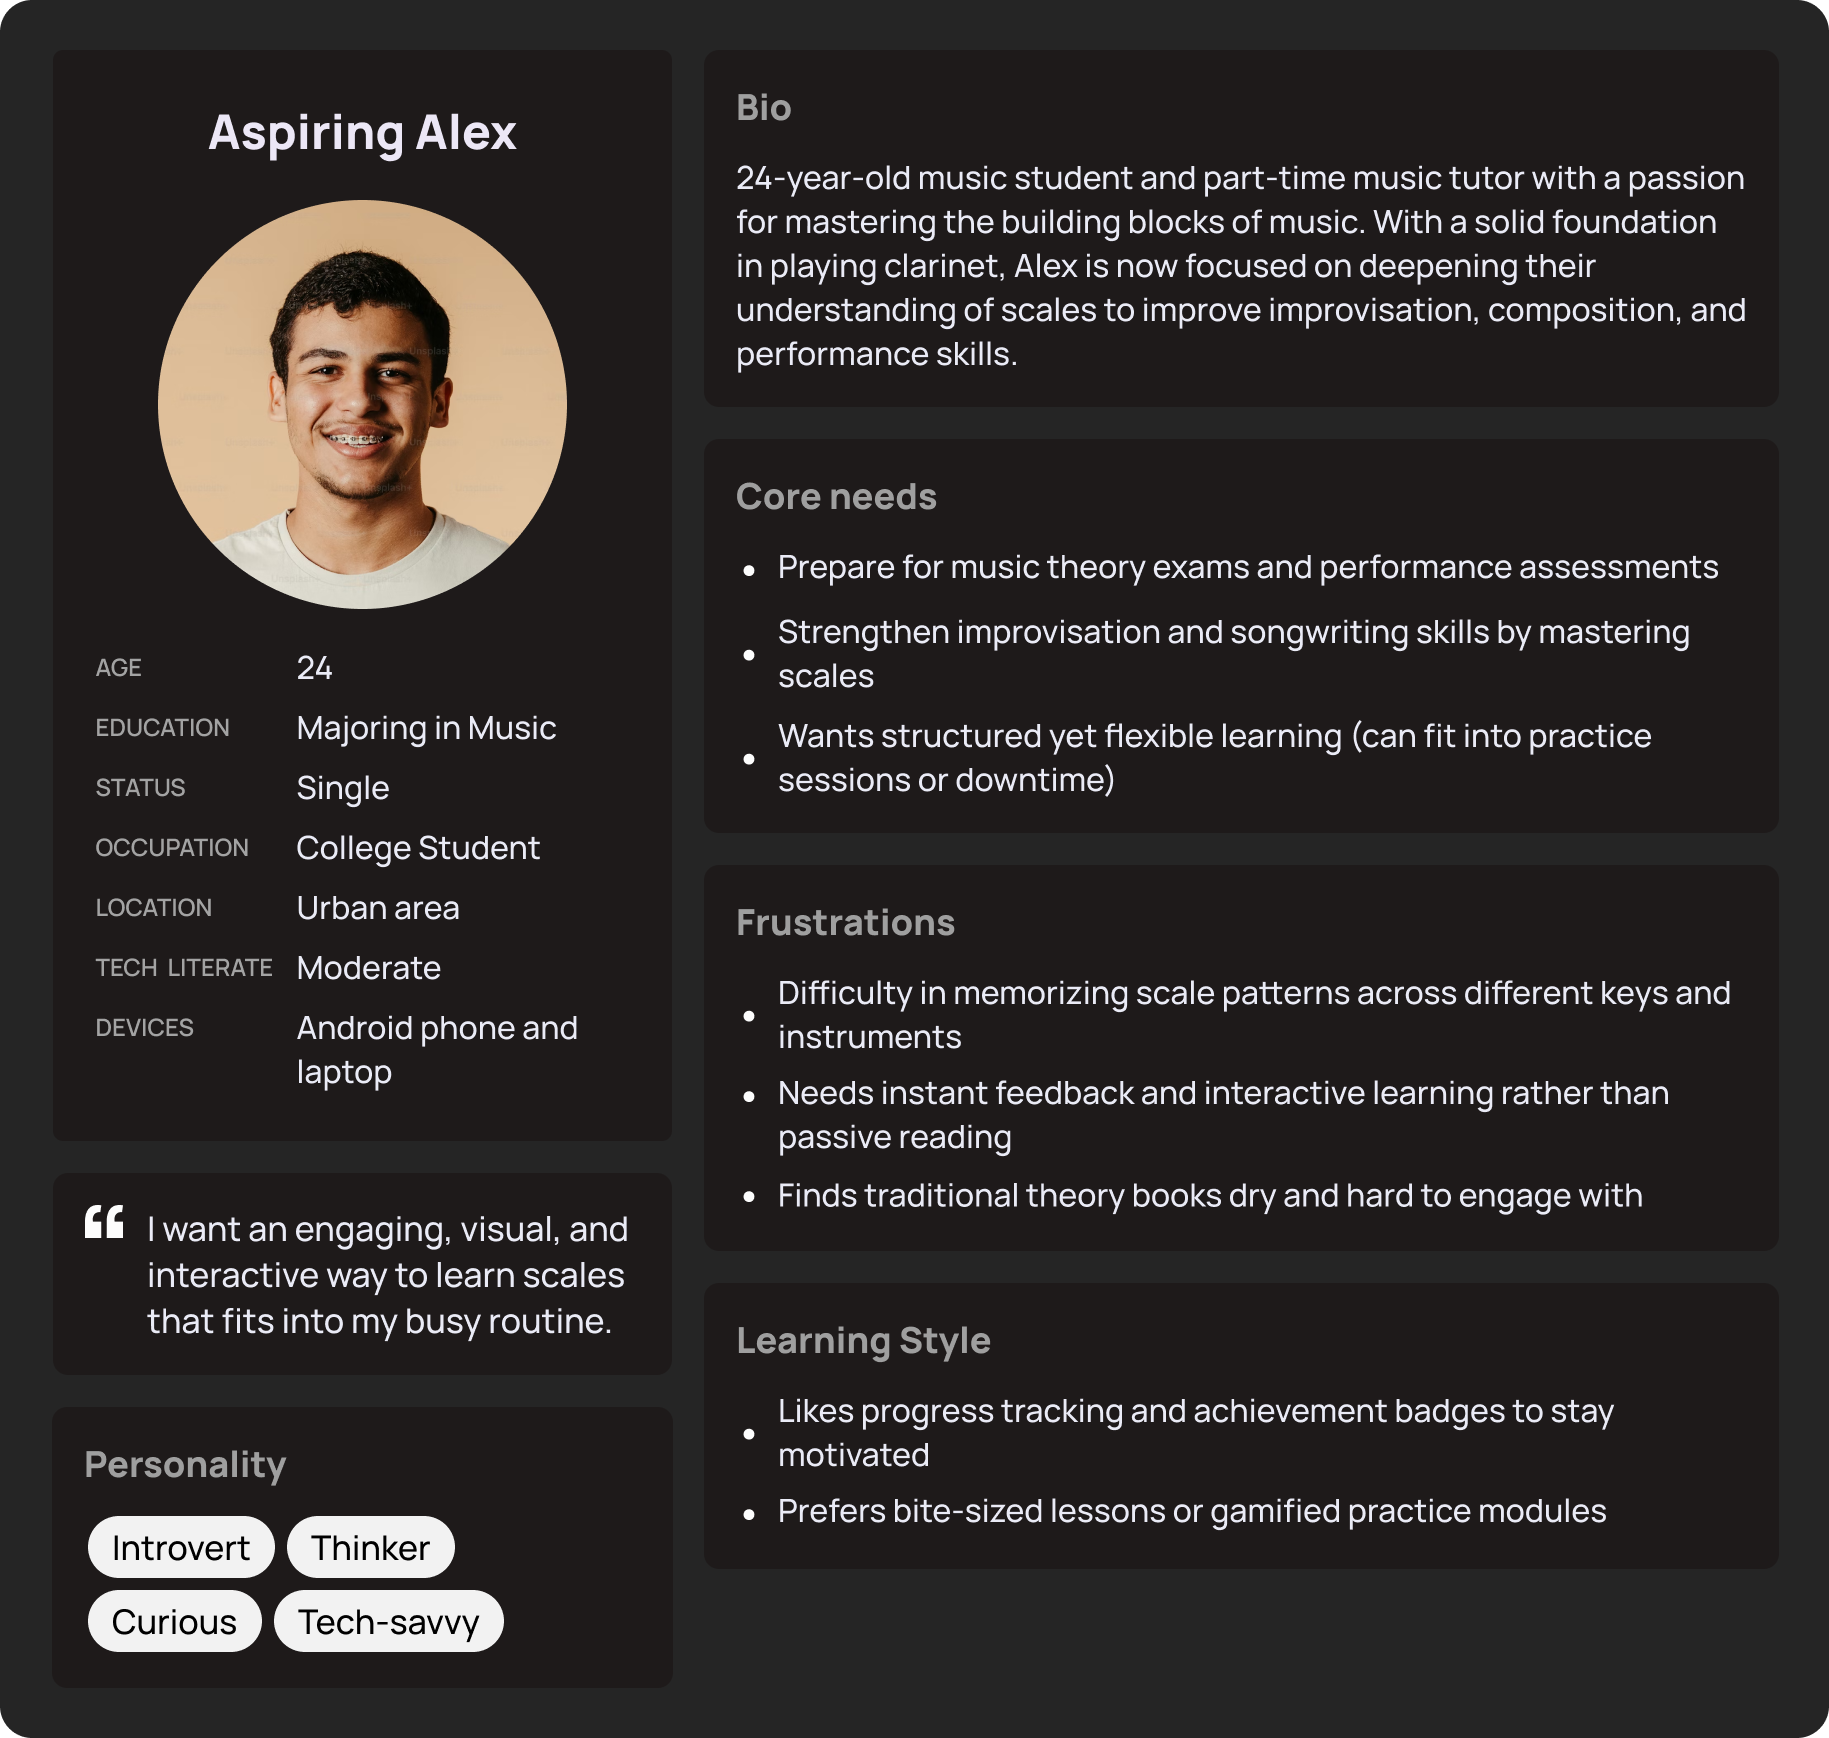 Aspiring Alex
AGE 24
EDUCATION Majoring in Music
STATUS Single
OCCUPATION College Student
LOCATION Urban area
TECH LITERATE Moderate
DEVICES Android phone and
laptop
“ I want an engaging, visual, and
interactive way to learn scales
that fits into my busy routine.
Personality
Introvert Thinker
Curious Tech-savvy
Bio
24-year-old music student and part-time music tutor with a passion
for mastering the building blocks of music. With a solid foundation
in playing clarinet, Alex is now focused on deepening their
understanding of scales to improve improvisation, composition, and
performance skills.
Core needs
• Prepare for music theory exams and performance assessments
• Strengthen improvisation and songwriting skills by mastering
scales
• Wants structured yet flexible learning (can fit into practice
sessions or downtime)
Frustrations
• Difficulty in memorizing scale patterns across different keys and
instruments
• Needs instant feedback and interactive learning rather than
passive reading
• Finds traditional theory books dry and hard to engage with
Learning Style
• Likes progress tracking and achievement badges to stay
motivated
• Prefers bite-sized lessons or gamified practice modules